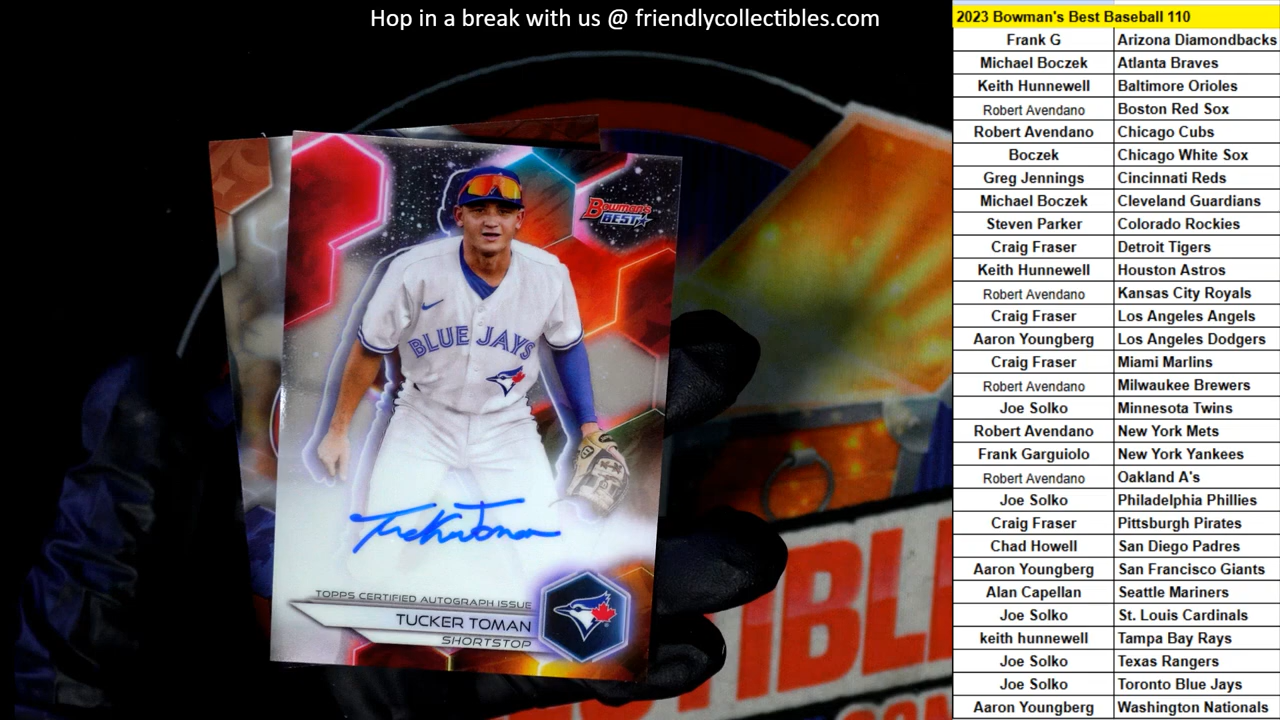 Hop in a break with us @ friendlycollectibles.com
Bowman's
BEST
BLUE JAYS
Tucker Toman
TOPPS CERTIFIED AUTOGRAPH ISSUE
TUCKER TOMAN
SHORTSTOP
TIBL
.COM
2023 Bowman's Best Baseball 110
Frank G Arizona Diamondbacks
Michael Boczek Atlanta Braves
Keith Hunnewell Baltimore Orioles
Robert Avendano Boston Red Sox
Robert Avendano Chicago Cubs
Boczek Chicago White Sox
Greg Jennings Cincinnati Reds
Michael Boczek Cleveland Guardians
Steven Parker Colorado Rockies
Craig Fraser Detroit Tigers
Keith Hunnewell Houston Astros
Robert Avendano Kansas City Royals
Craig Fraser Los Angeles Angels
Aaron Youngberg Los Angeles Dodgers
Craig Fraser Miami Marlins
Robert Avendano Milwaukee Brewers
Joe Solko Minnesota Twins
Robert Avendano New York Mets
Frank Garguiolo New York Yankees
Robert Avendano Oakland A's
Joe Solko Philadelphia Phillies
Craig Fraser Pittsburgh Pirates
Chad Howell San Diego Padres
Aaron Youngberg San Francisco Giants
Alan Capellan Seattle Mariners
Joe Solko St. Louis Cardinals
keith hunnewell Tampa Bay Rays
Joe Solko Texas Rangers
Joe Solko Toronto Blue Jays
Aaron Youngberg Washington Nationals